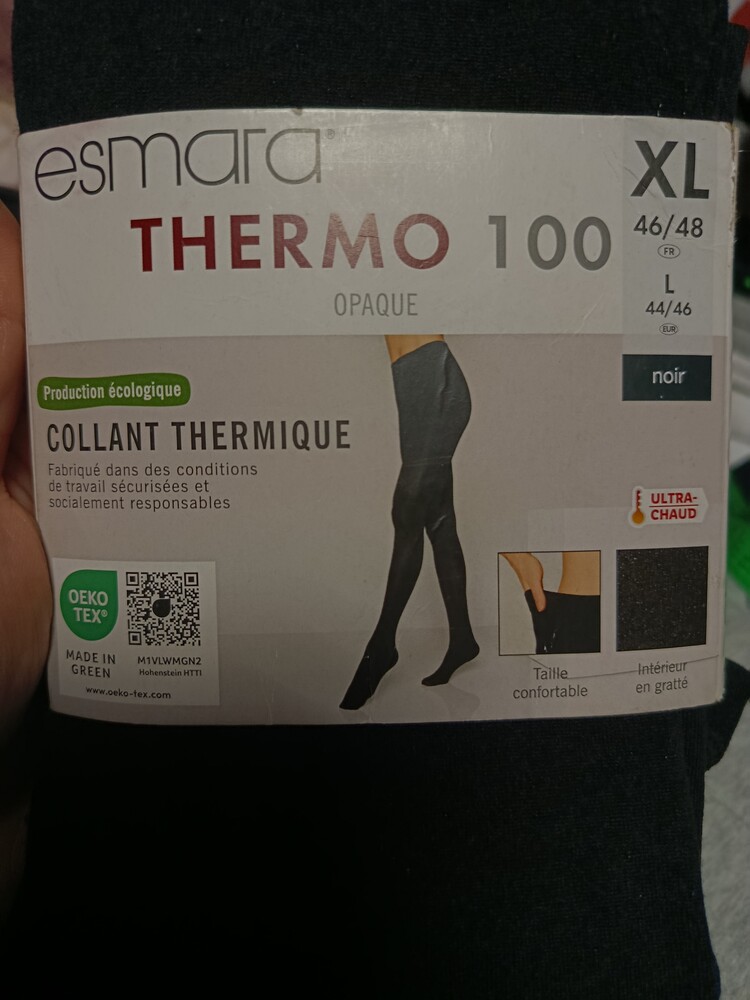 esmara®
THERMO 100
OPAQUE
XL
46/48
FR
L
44/46
EUR
noir
Production écologique
COLLANT THERMIQUE
Fabriqué dans des conditions
de travail sécurisées et
socialement responsables
ULTRA-
CHAUD
OEKO
TEX®
MADE IN
GREEN
M1VLWMGN2
Hohenstein HTTI
www.oeko-tex.com
Taille
confortable
Intérieur
en gratté